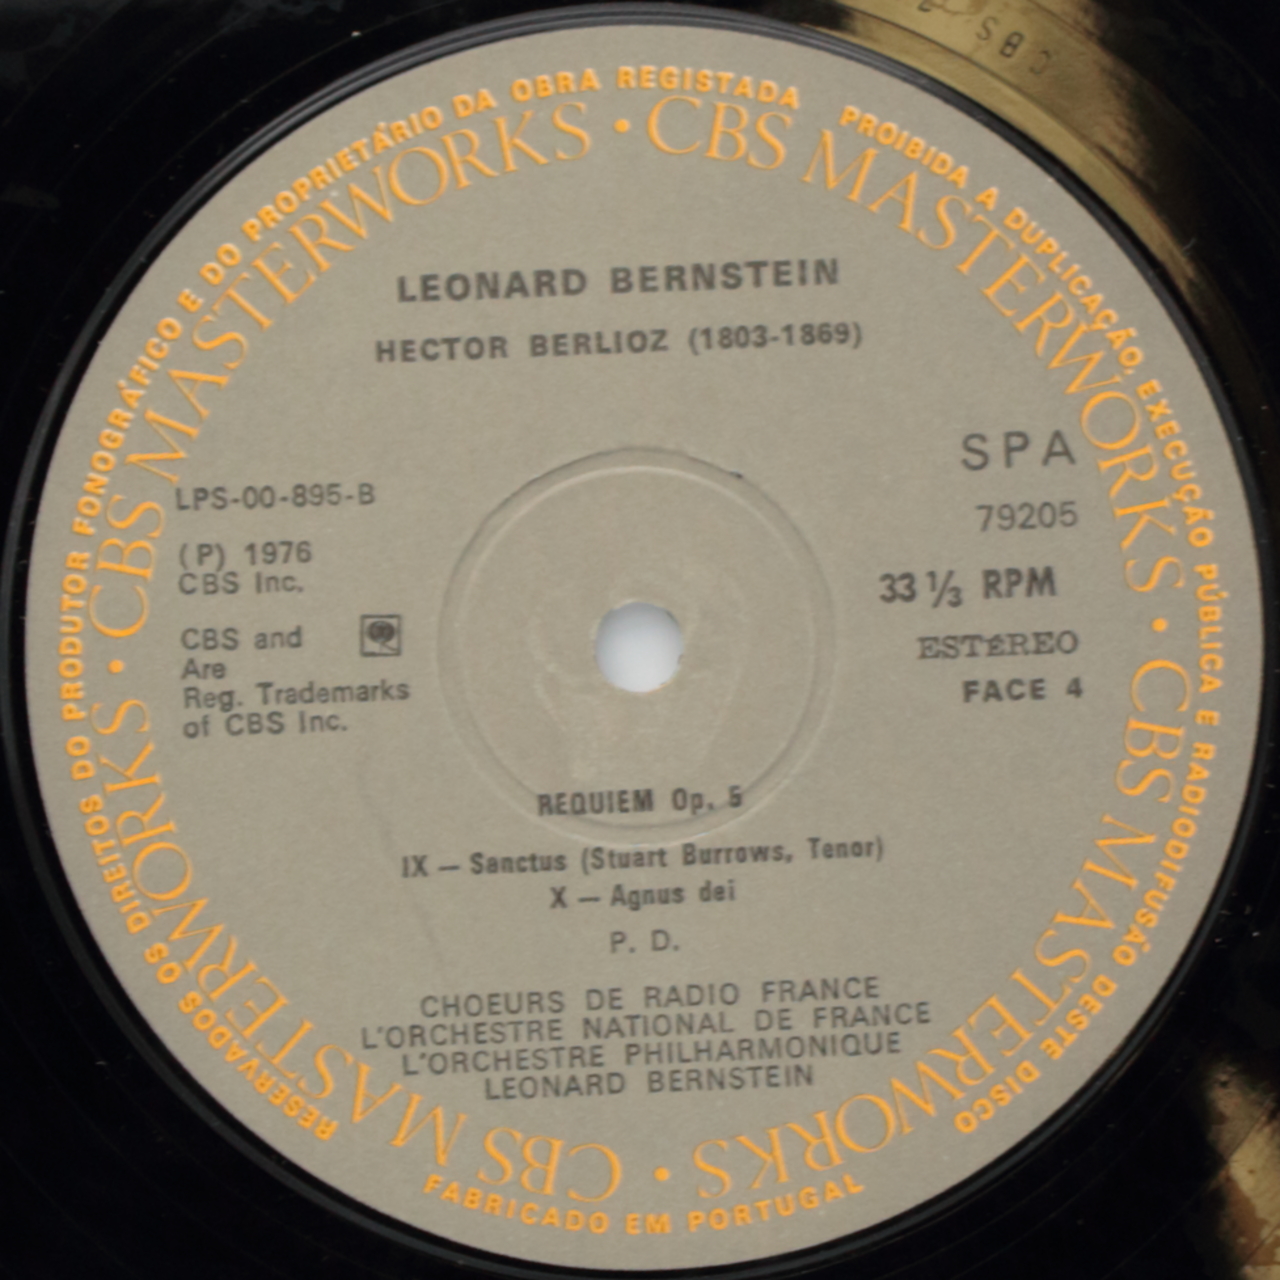 RESERVADOS OS DIREITOS DO PRODUTOR FONOGRÁFICO E DO PROPRIETÁRIO DA OBRA REGISTADA PROIBIDA A DUPLICAÇÃO, EXECUÇÃO PÚBLICA E RADIODIFUSÃO DESTE DISCO
CBS MASTERWORKS • CBS MASTERWORKS • CBS MASTERWORKS • CBS MASTERWORKS •
LEONARD BERNSTEIN
HECTOR BERLIOZ (1803-1869)
SPA
79205
33 1/3 RPM
ESTÉREO
FACE 4
LPS-00-895-B
(P) 1976
CBS Inc.
CBS and
Are
Reg. Trademarks
of CBS Inc.
REQUIEM Op. 5
IX — Sanctus (Stuart Burrows, Tenor)
X — Agnus dei
P. D.
CHOEURS DE RADIO FRANCE
L'ORCHESTRE NATIONAL DE FRANCE
L'ORCHESTRE PHILHARMONIQUE
LEONARD BERNSTEIN
FABRICADO EM PORTUGAL
CBS